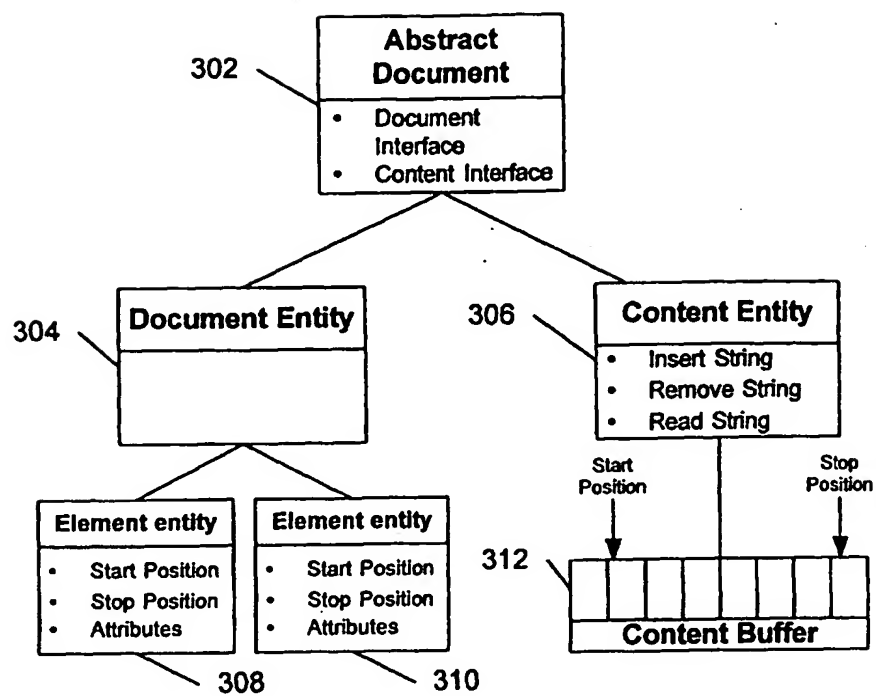 Abstract
Document
302
• Document
Interface
• Content Interface
Document Entity
304
Content Entity
306
• Insert String
• Remove String
• Read String
Start
Position
Stop
Position
Element entity
• Start Position
• Stop Position
• Attributes
308
Element entity
• Start Position
• Stop Position
• Attributes
310
312
Content Buffer